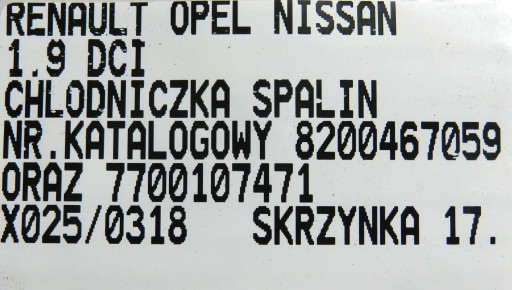 RENAULT OPEL NISSAN
1.9 DCI
CHLODNICZKA SPALIN
NR.KATALOGOWY 8200467059
ORAZ 7700107471
X025/0318 SKRZYNKA 17.